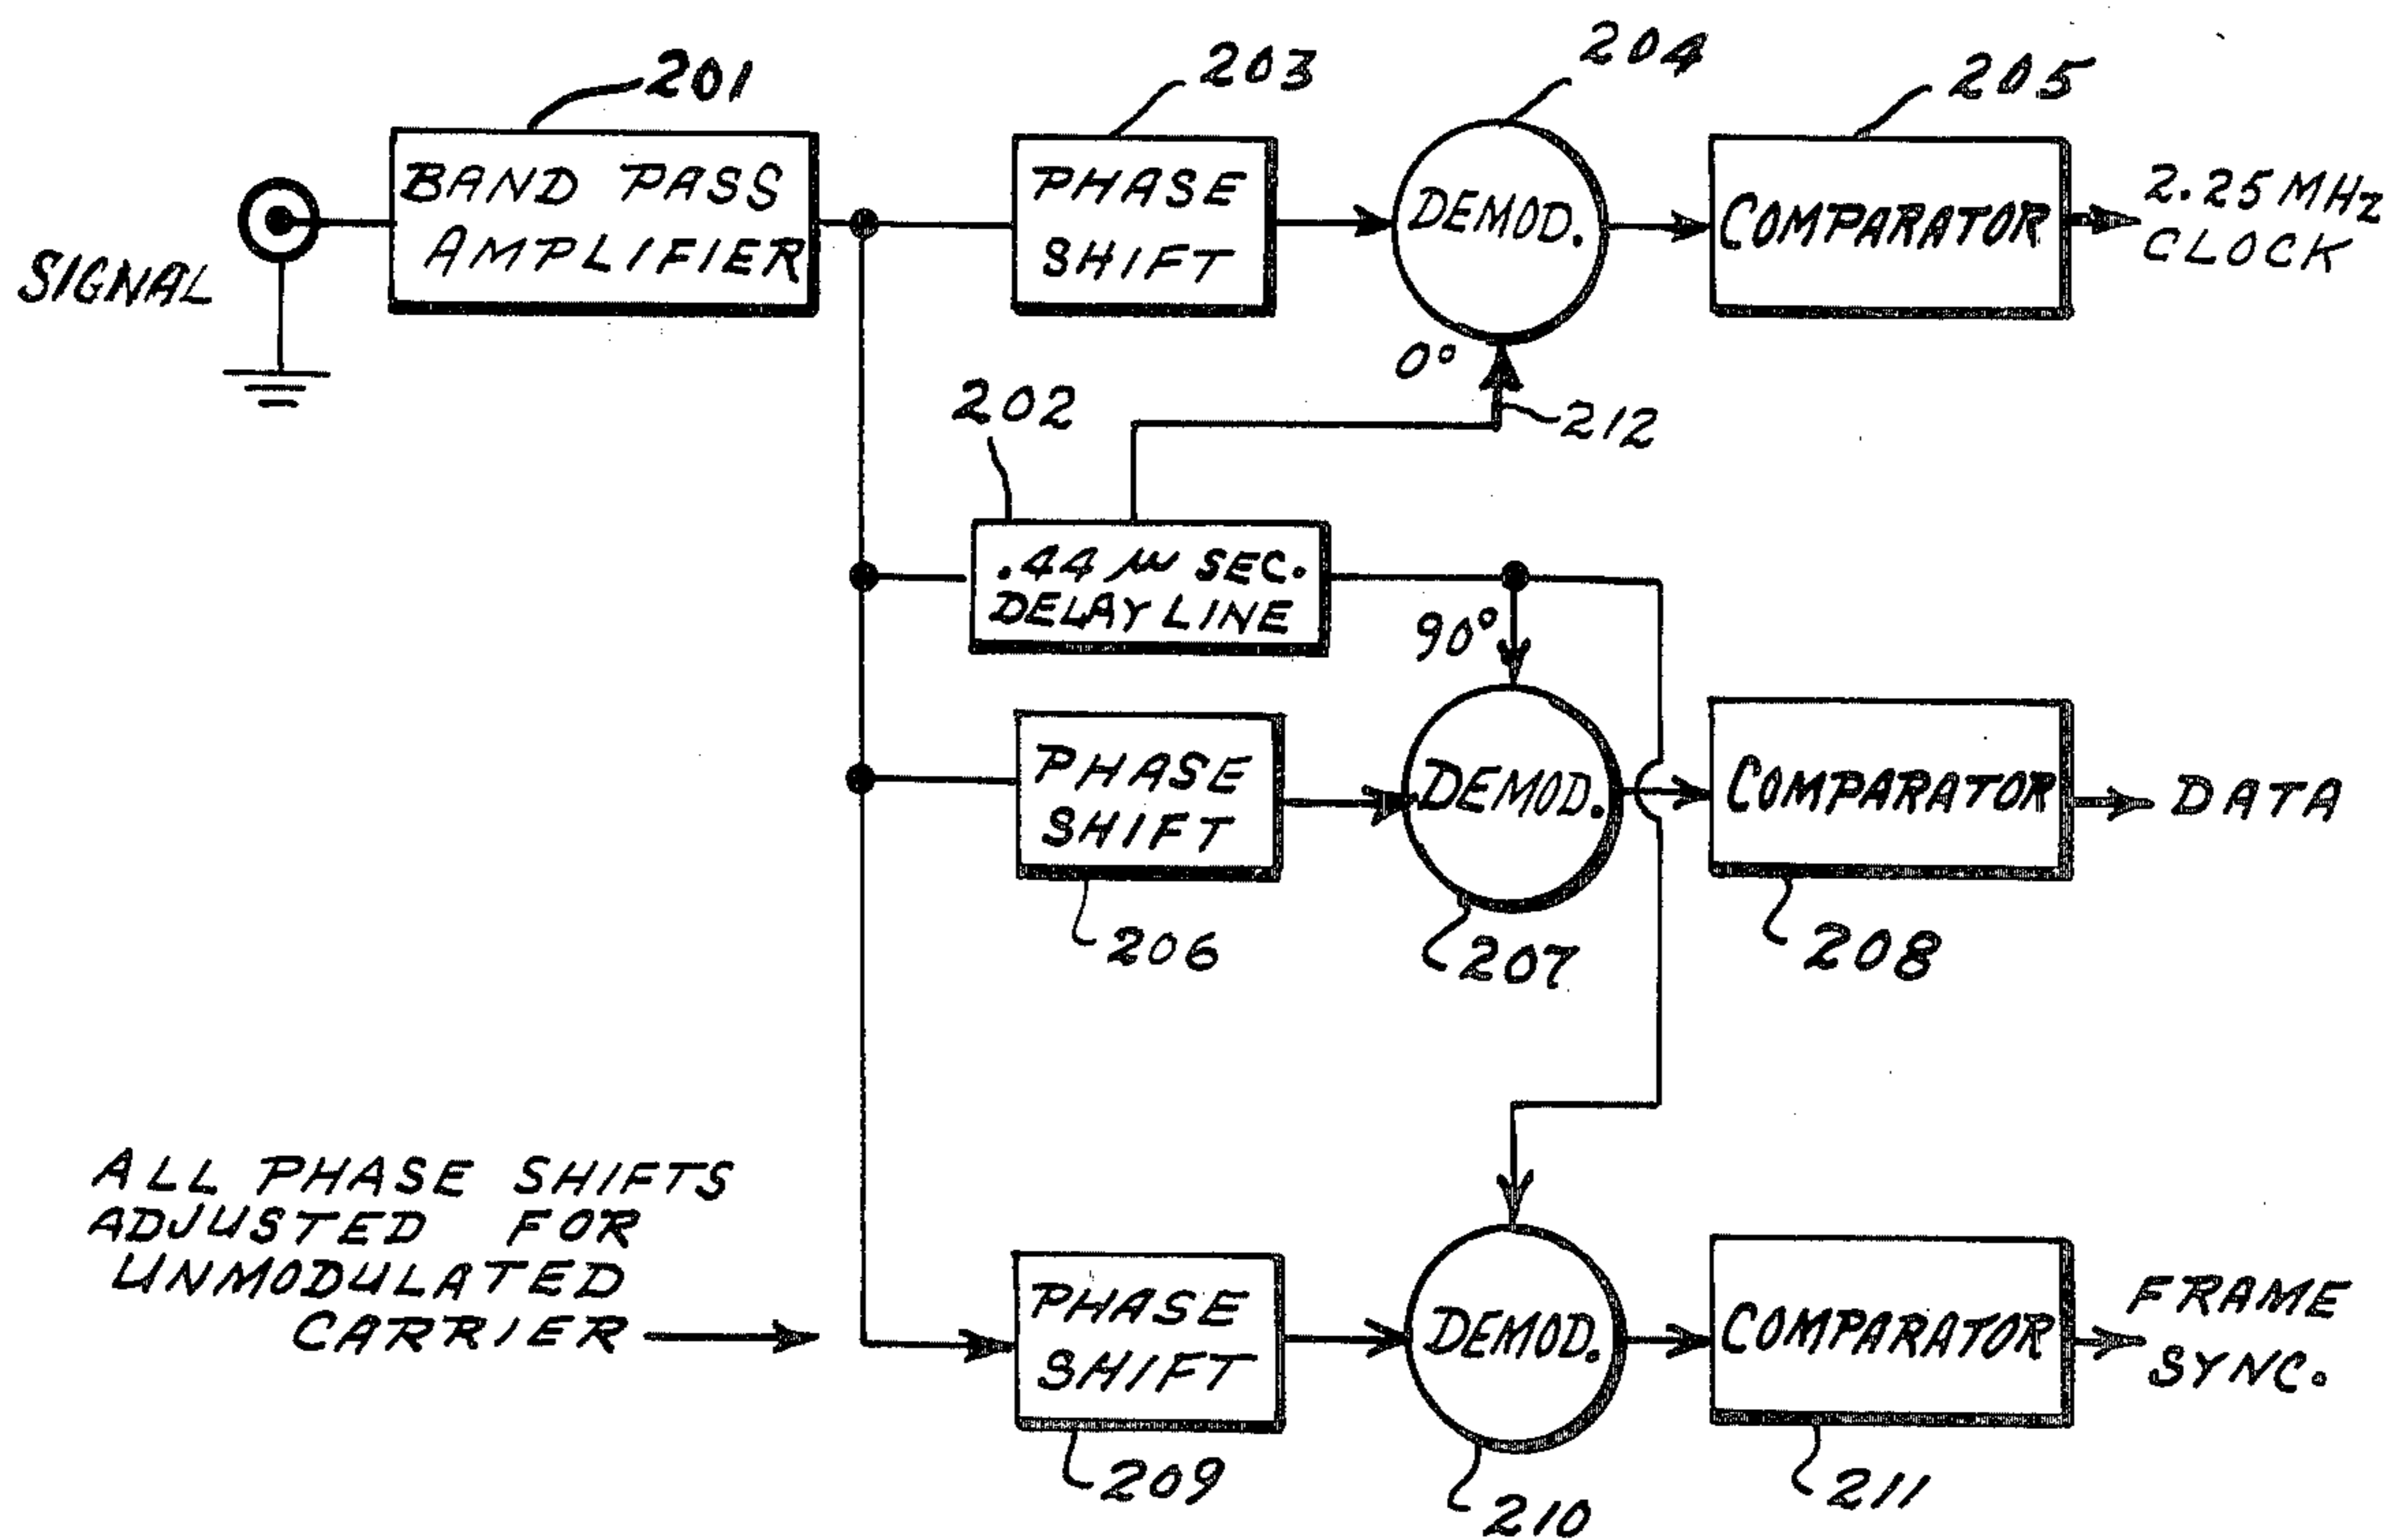 201
203
204
205
BAND PASS
AMPLIFIER
PHASE
SHIFT
DEMOD.
COMPARATOR
2.25 MHz
CLOCK
SIGNAL
0°
212
202
.44 μ SEC.
DELAY LINE
90°
PHASE
SHIFT
DEMOD.
COMPARATOR
DATA
206
207
208
ALL PHASE SHIFTS
ADJUSTED FOR
UNMODULATED
CARRIER
PHASE
SHIFT
DEMOD.
COMPARATOR
FRAME
SYNC.
209
210
211